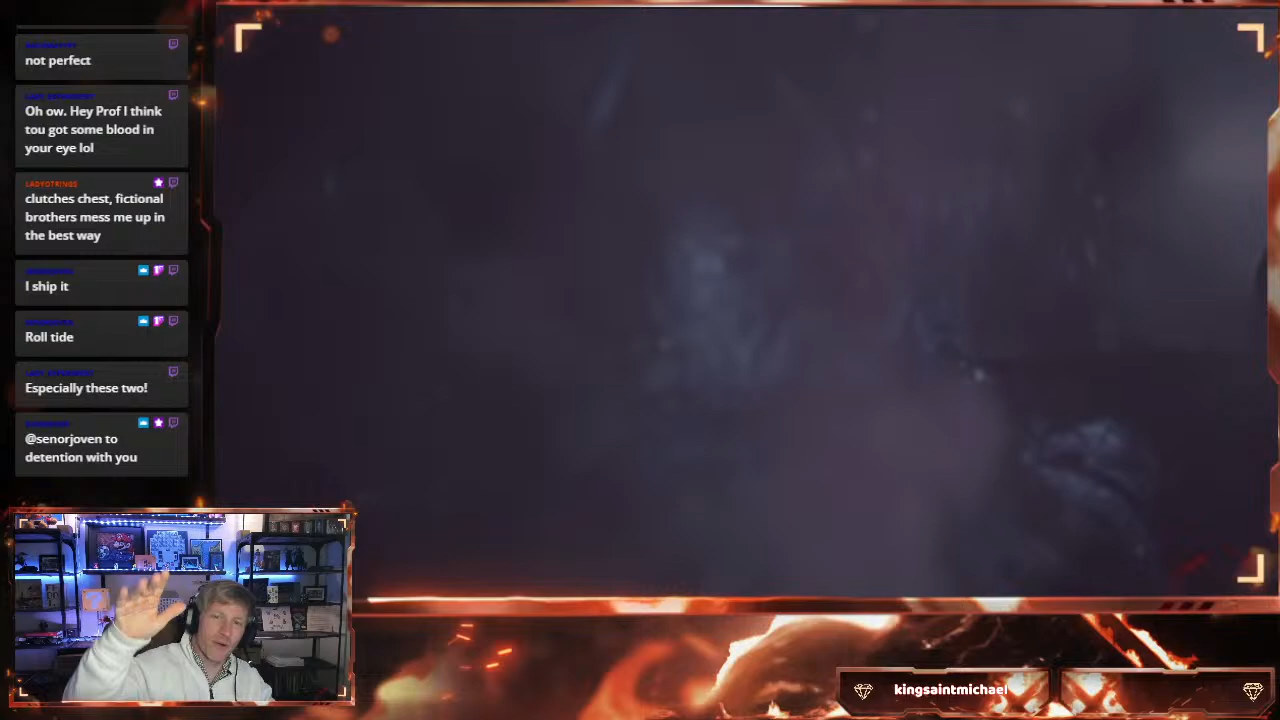 not perfect
Oh ow. Hey Prof I think
tou got some blood in
your eye lol
LADYOTRINGS
clutches chest, fictional
brothers mess me up in
the best way
I ship it
Roll tide
Especially these two!
@senorjoven to
detention with you
kingsaintmichael